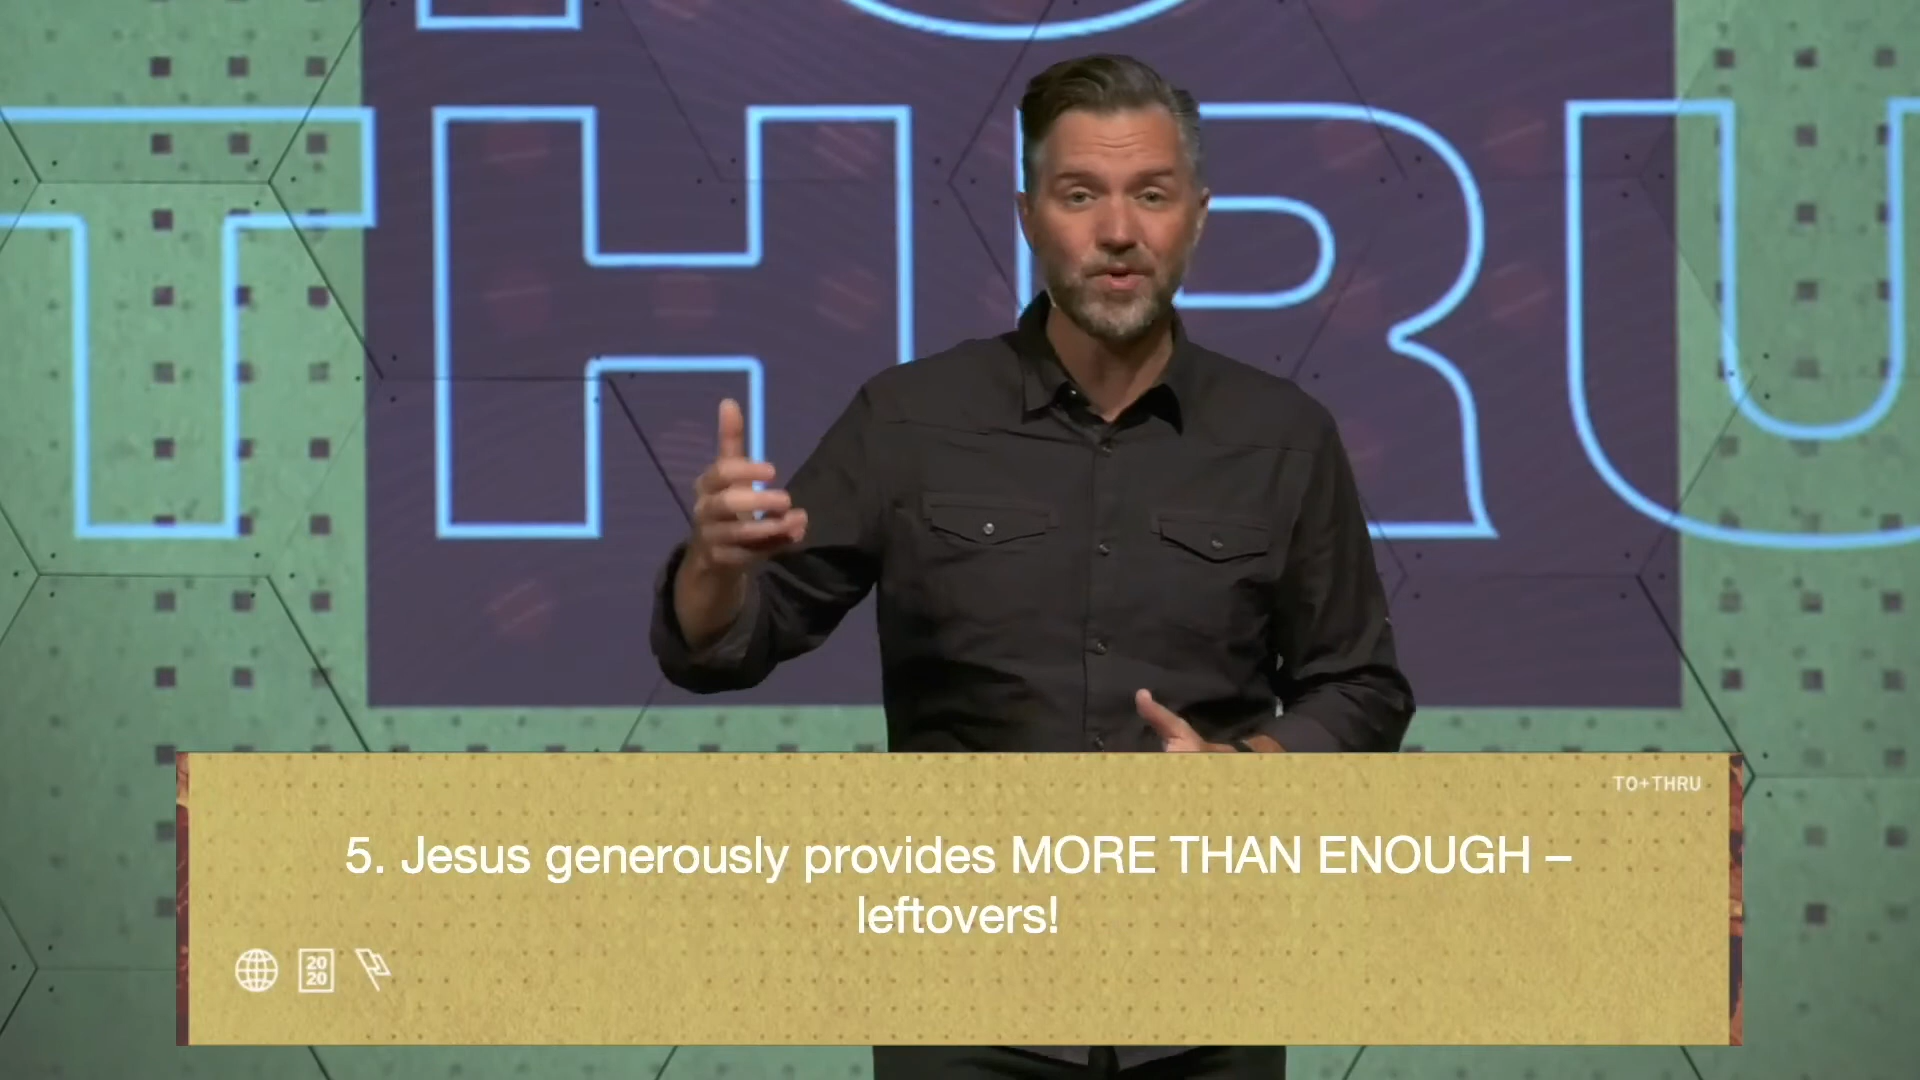 THRU
TO+THRU
5. Jesus generously provides MORE THAN ENOUGH –
leftovers!
20
20